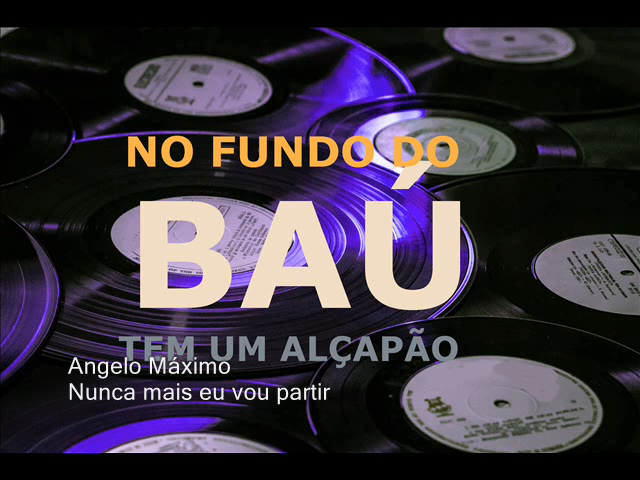 NO FUNDO DO
BAÚ
TEM UM ALÇAPÃO
Angelo Máximo
Nunca mais eu vou partir